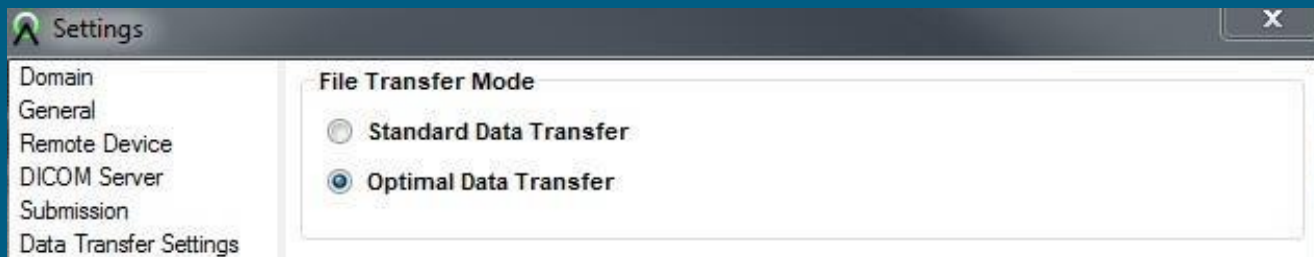 Settings
X
Domain
General
Remote Device
DICOM Server
Submission
Data Transfer Settings
File Transfer Mode
Standard Data Transfer
Optimal Data Transfer